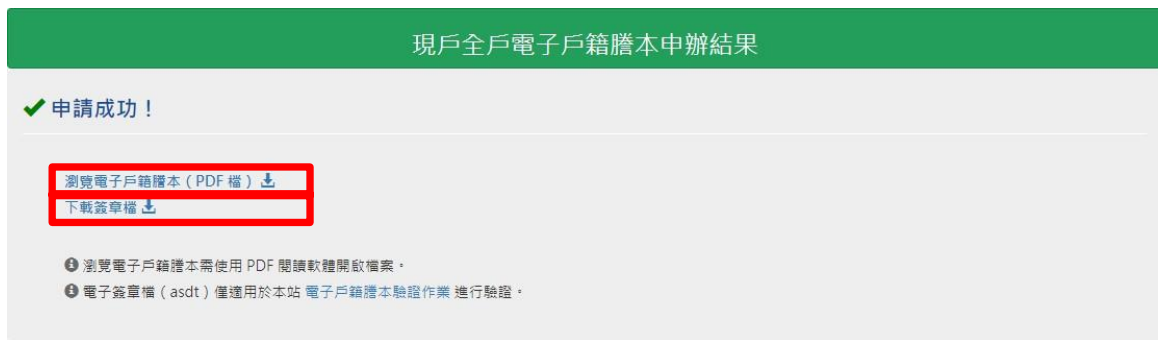 現戶全戶電子戶籍謄本申辦結果
申請成功！
瀏覽電子戶籍謄本（PDF 檔）
下載簽章檔
瀏覽電子戶籍謄本需使用 PDF 閱讀軟體開啟檔案。
電子簽章檔（asdt）僅適用於本站 電子戶籍謄本驗證作業 進行驗證。